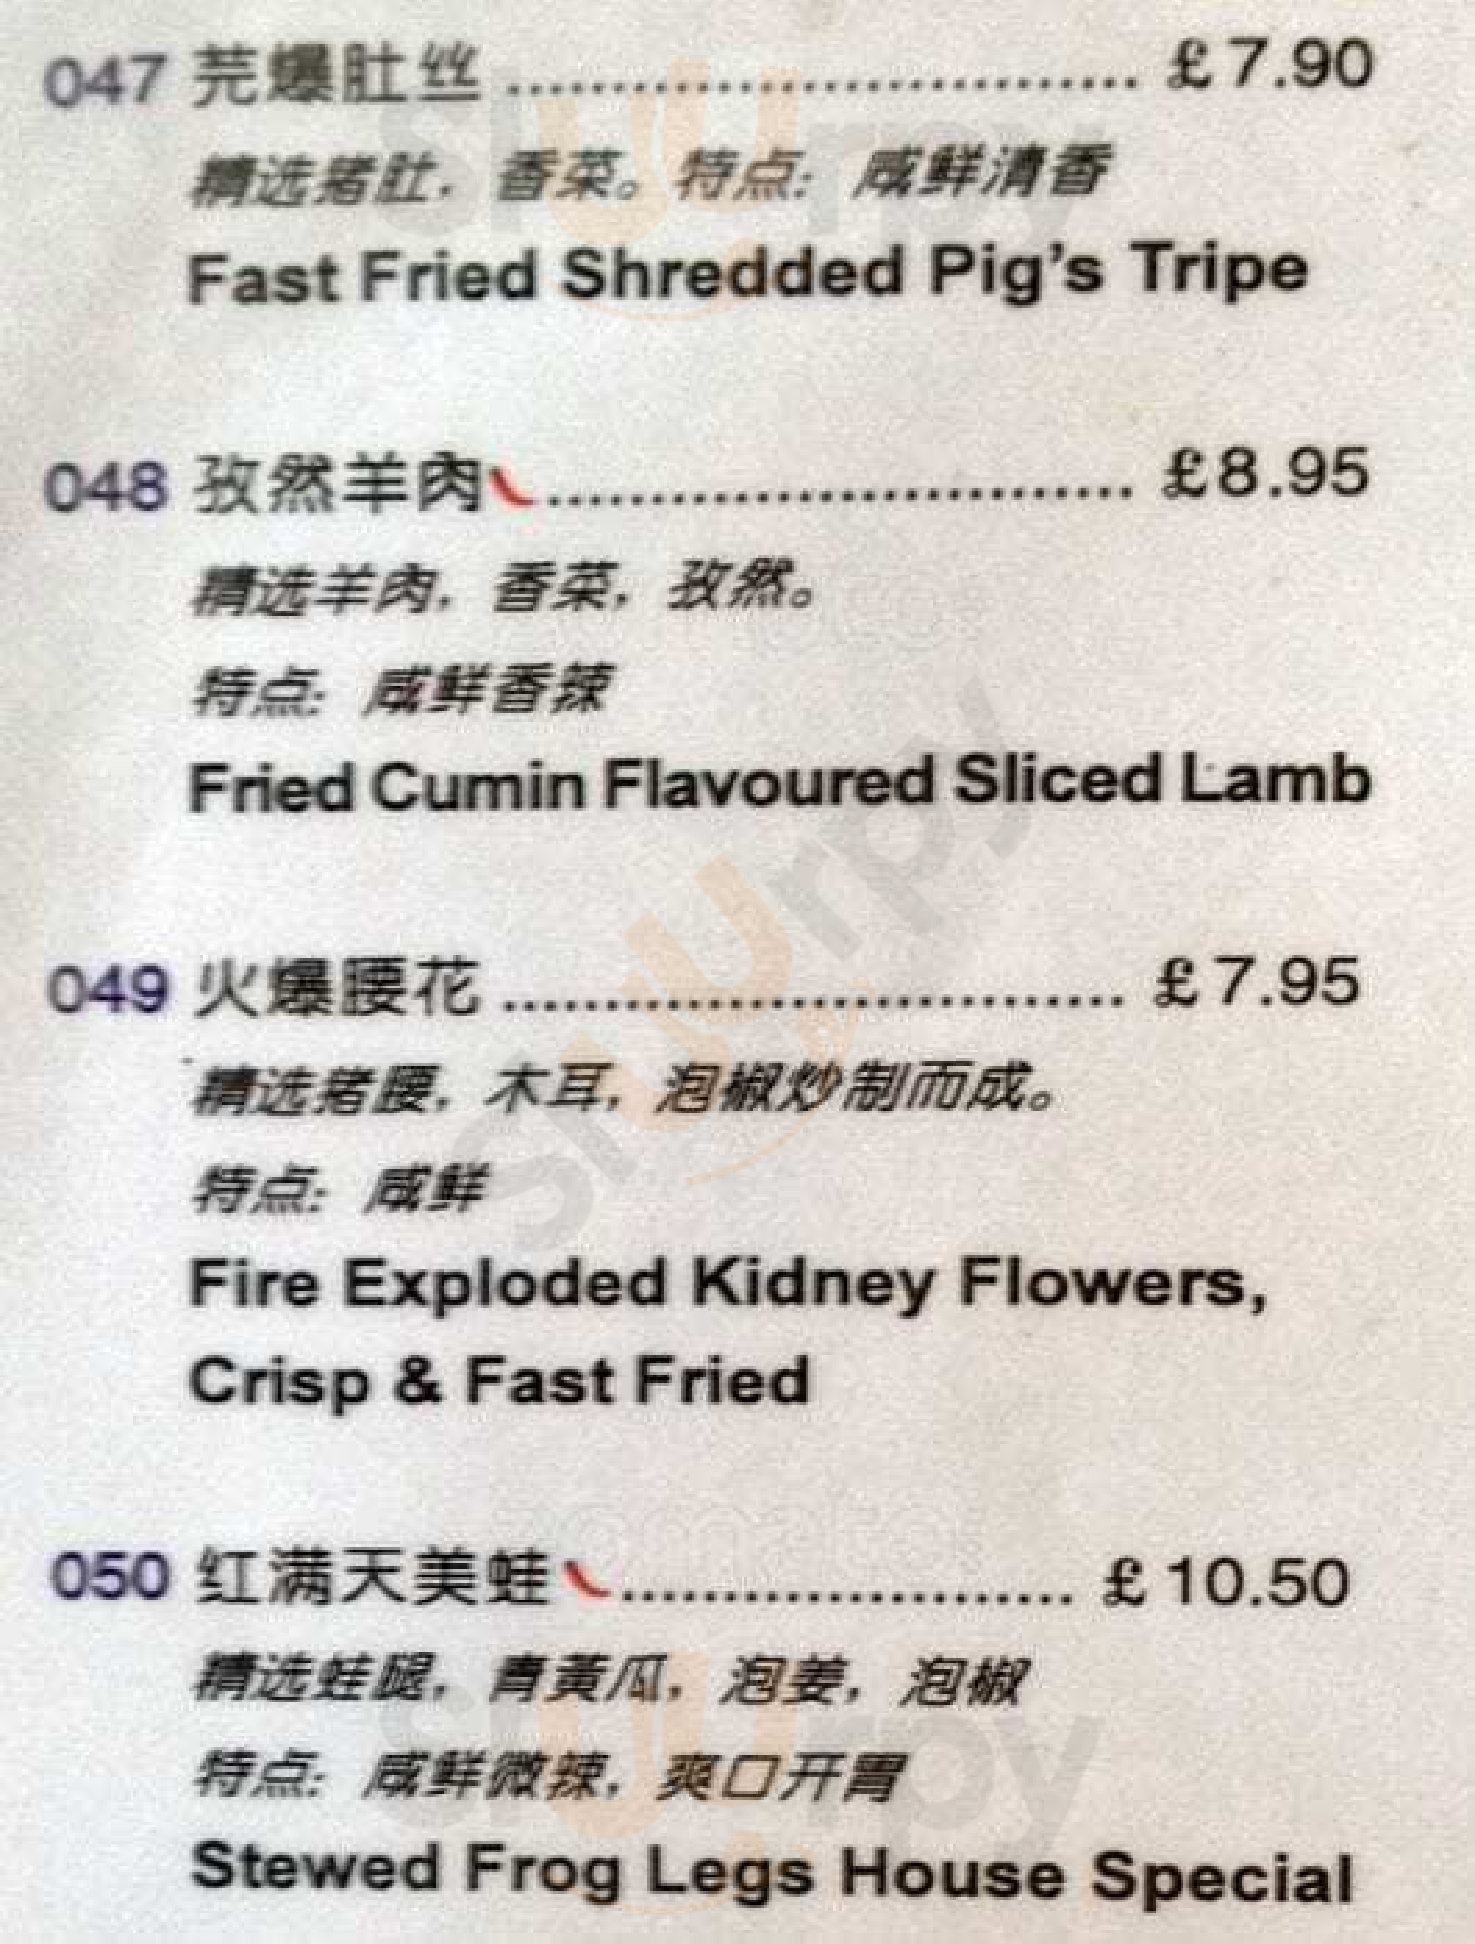 047 芫爆肚丝 .............................. £7.90
精选猪肚，香菜。特点：咸鲜清香
Fast Fried Shredded Pig's Tripe
048 孜然羊肉 ............................ £8.95
精选羊肉，香菜，孜然。
特点：咸鲜香辣
Fried Cumin Flavoured Sliced Lamb
049 火爆腰花 .............................. £7.95
精选猪腰，木耳，泡椒炒制而成。
特点：咸鲜
Fire Exploded Kidney Flowers,
Crisp & Fast Fried
050 红满天美蛙 ...................... £10.50
精选蛙腿，青黃瓜，泡姜，泡椒
特点：咸鲜微辣，爽口开胃
Stewed Frog Legs House Special
slurpy
slurpy
slurpy